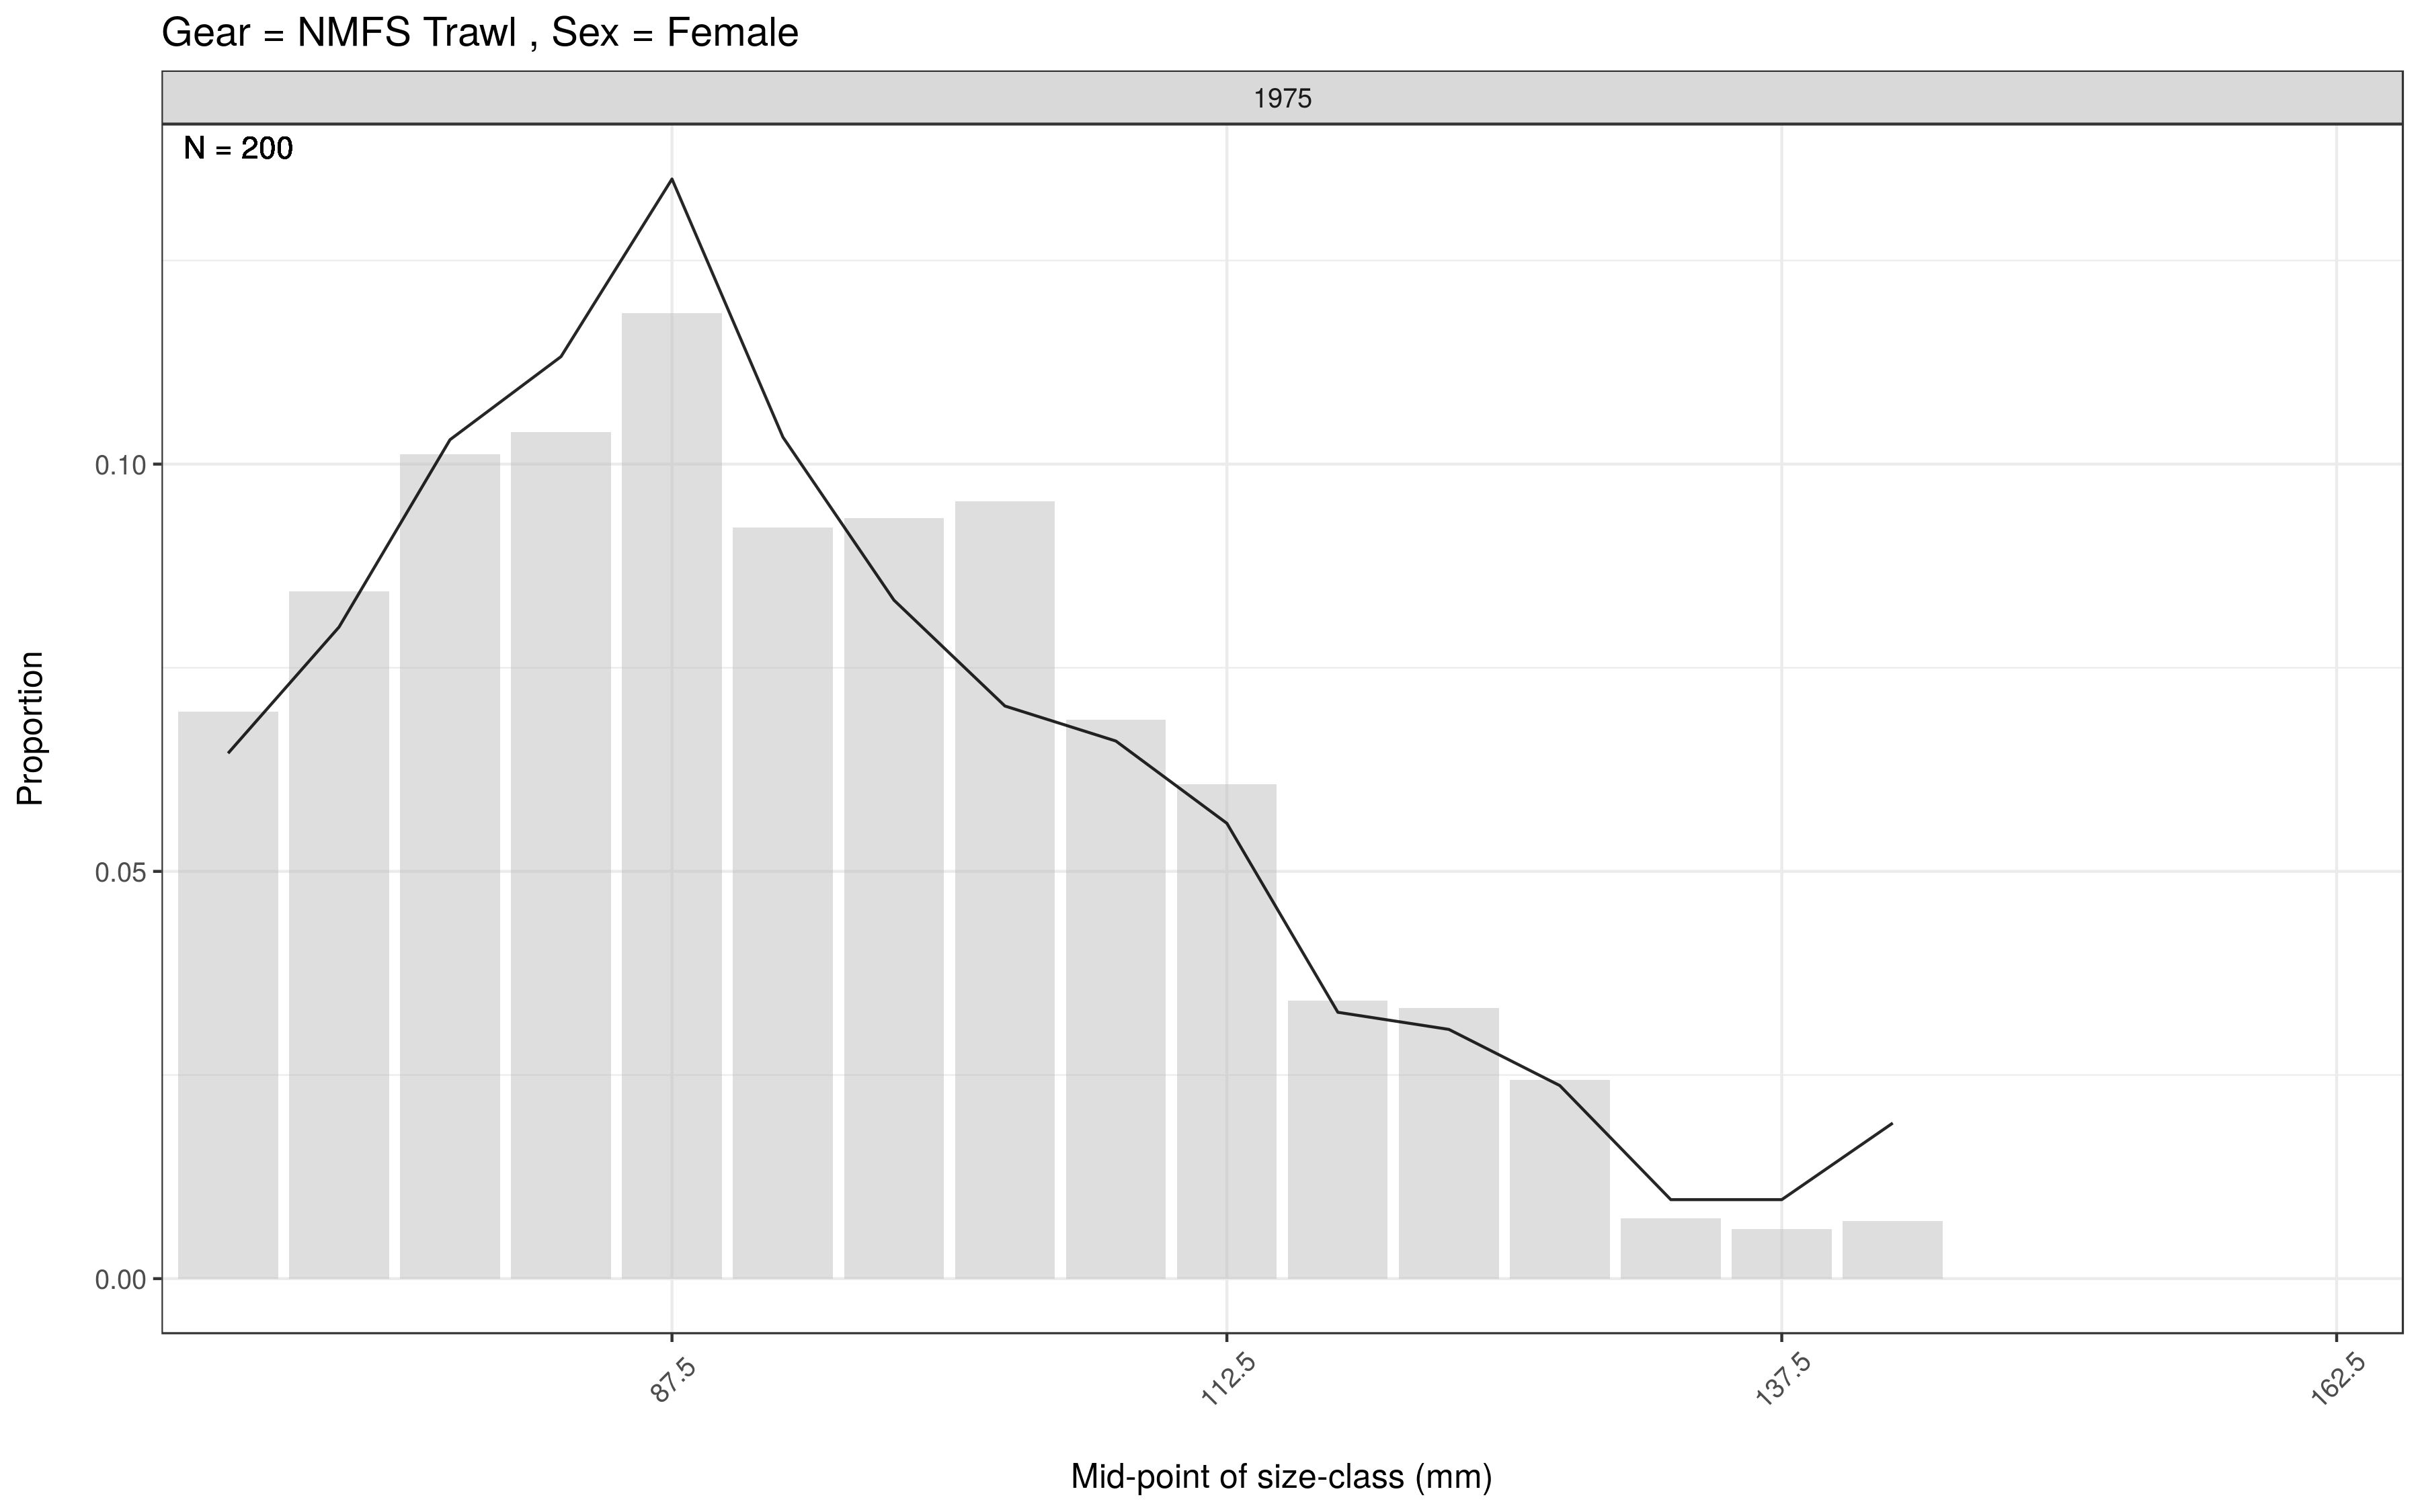 Gear = NMFS Trawl , Sex = Female
1975
N = 200
0.10
0.05
0.00
Proportion
87.5
112.5
137.5
162.5
Mid-point of size-class (mm)